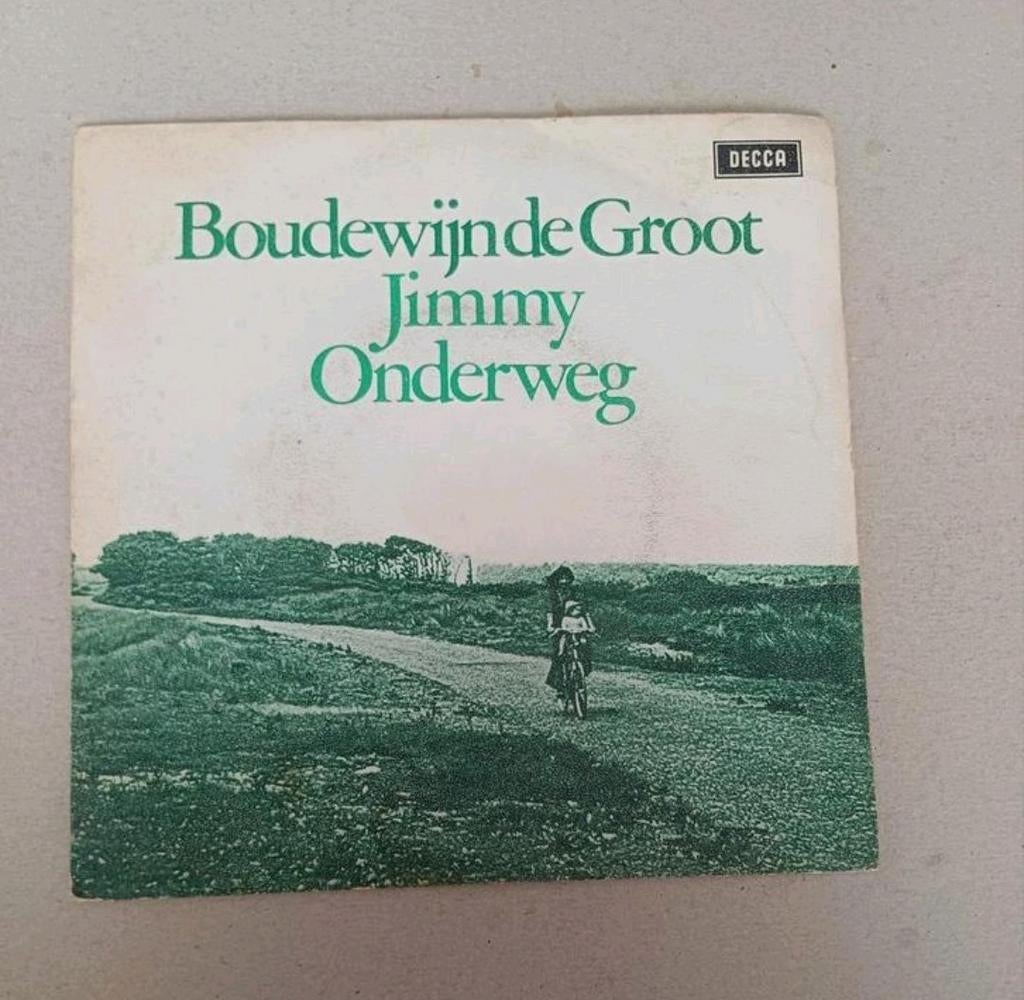 DECCA
Boudewijn de Groot
Jimmy
Onderweg